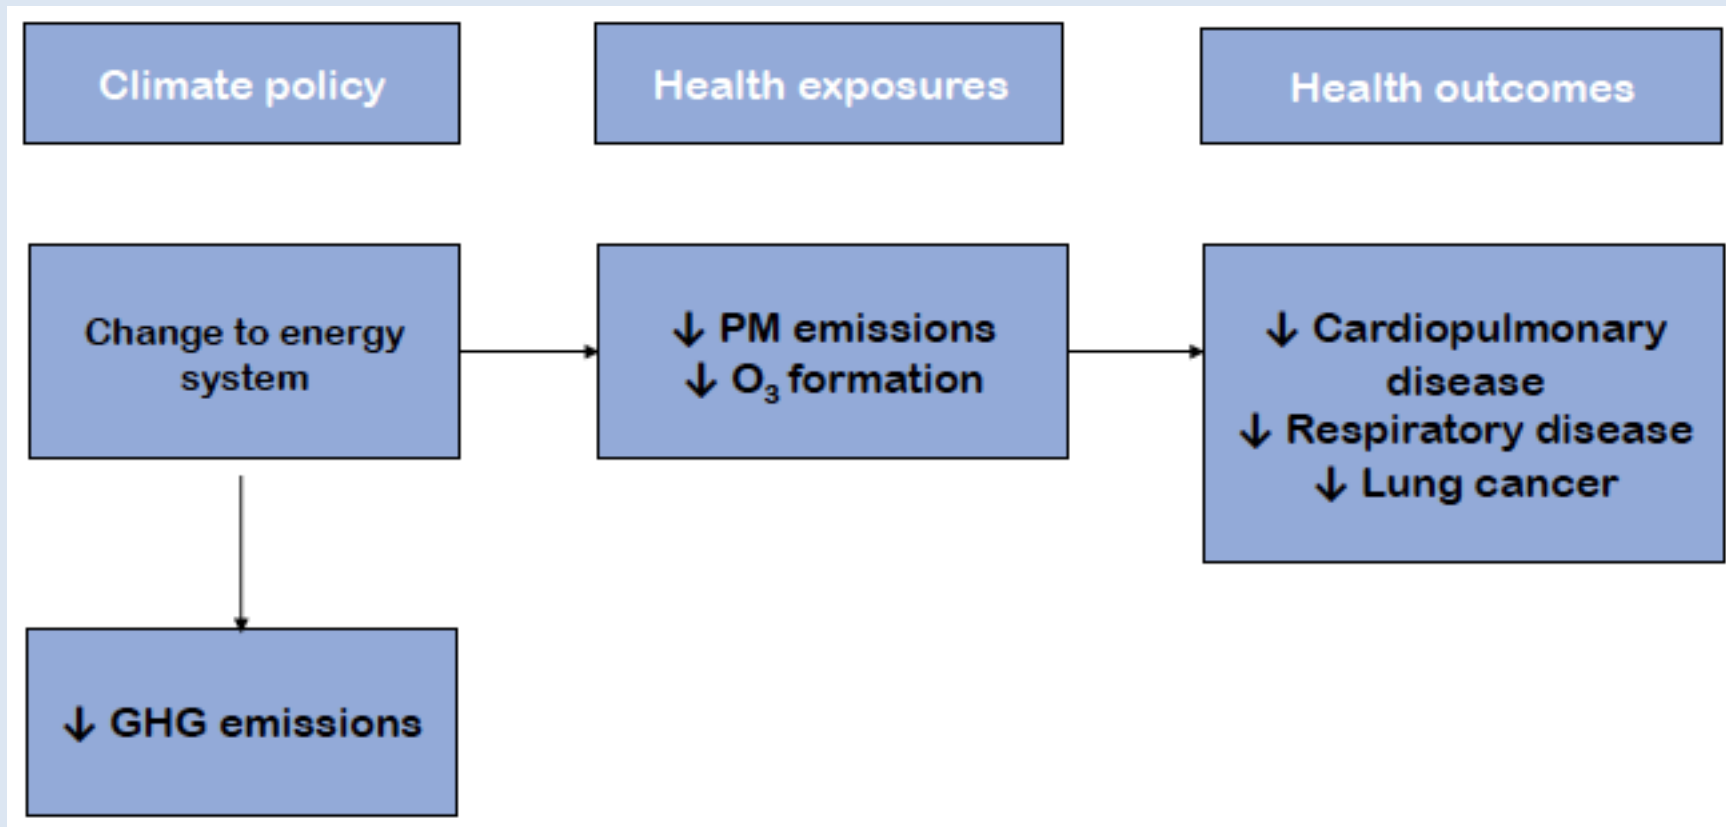 Climate policy
Health exposures
Health outcomes
Change to energy
system
↓ PM emissions
↓ O₃ formation
↓ Cardiopulmonary
disease
↓ Respiratory disease
↓ Lung cancer
↓ GHG emissions